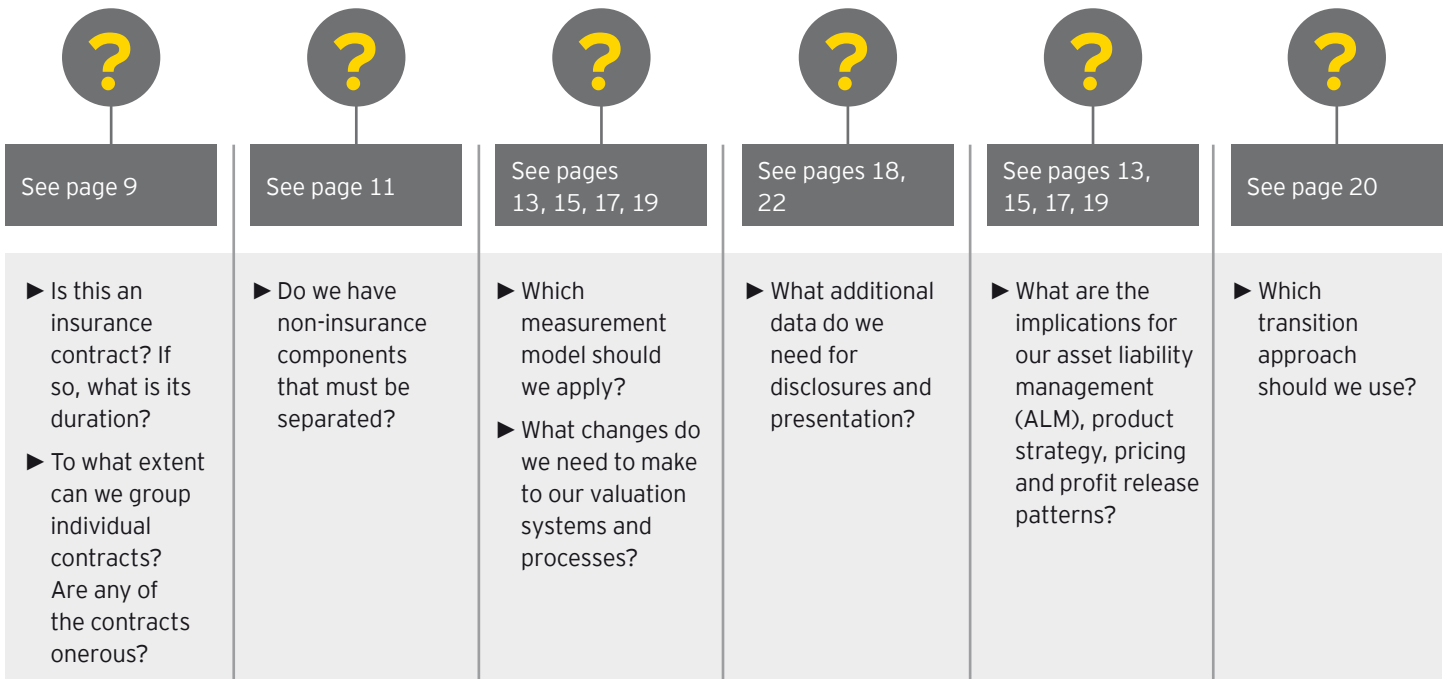 ?
?
?
?
?
?
See page 9
See page 11
See pages
13, 15, 17, 19
See pages 18,
22
See pages 13,
15, 17, 19
See page 20
► Is this an
insurance
contract? If
so, what is its
duration?
► To what extent
can we group
individual
contracts?
Are any of
the contracts
onerous?
► Do we have
non-insurance
components
that must be
separated?
► Which
measurement
model should
we apply?
► What changes do
we need to make
to our valuation
systems and
processes?
► What additional
data do we
need for
disclosures and
presentation?
► What are the
implications for
our asset liability
management
(ALM), product
strategy, pricing
and profit release
patterns?
► Which
transition
approach
should we use?